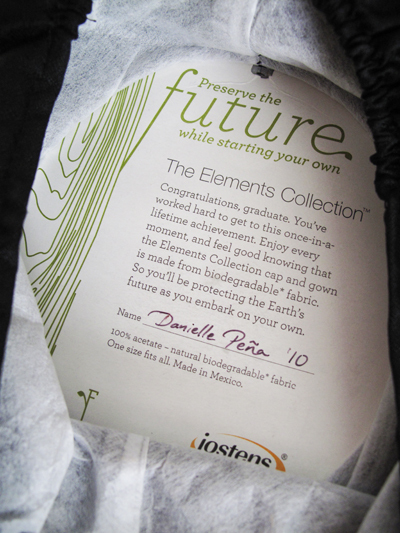 Preserve the
future
while starting your own
The Elements Collection™
Congratulations, graduate. You've
worked hard to get to this once-in-a-
lifetime achievement. Enjoy every
moment, and feel good knowing that
the Elements Collection cap and gown
is made from biodegradable* fabric.
So you'll be protecting the Earth's
future as you embark on your own.
Name Danielle Peña '10
100% acetate – natural biodegradable* fabric
One size fits all. Made in Mexico.
F
jostens®